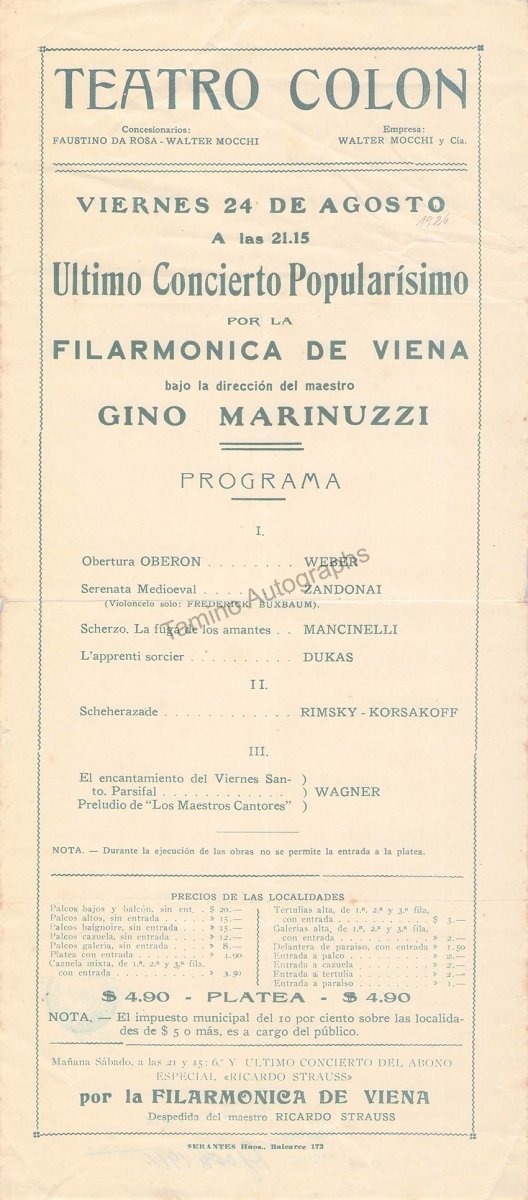 TEATRO COLON
Concesionarios:
FAUSTINO DA ROSA - WALTER MOCCHI
Empresa:
WALTER MOCCHI y Cía.
VIERNES 24 DE AGOSTO
1926
A las 21.15
Ultimo Concierto Popularísimo
POR LA
FILARMONICA DE VIENA
bajo la dirección del maestro
GINO MARINUZZI
PROGRAMA
I.
Obertura OBERON . . . . . . . . WEBER
Serenata Medioeval . . . . . . . . ZANDONAI
(Violoncelo solo: FREDERICK BUXBAUM).
Scherzo. La fuga de los amantes . . MANCINELLI
L'apprenti sorcier . . . . . . . . . . DUKAS
II.
Scheherazade . . . . . . . . . . . . RIMSKY - KORSAKOFF
III.
El encantamiento del Viernes San- )
to. Parsifal . . . . . . . . . . . . ) WAGNER
Preludio de "Los Maestros Cantores" )
NOTA. — Durante la ejecución de las obras no se permite la entrada a la platea.
PRECIOS DE LAS LOCALIDADES
Palcos bajos y balcón, sin ent. . $ 20.—
Palcos altos, sin entrada . . . . . » 15.—
Palcos baignoire, sin entrada . . . » 15.—
Palcos cazuela, sin entrada . . . . » 12.—
Palcos galería, sin entrada . . . . » 8.—
Platea con entrada . . . . . . . » 4.90
Cazuela mixta, de 1.ª, 2.ª y 3.ª fila,
con entrada . . . . . . . . . » 3.50
Tertulias alta, de 1.ª, 2.ª y 3.ª fila,
con entrada . . . . . . . . . $ 3.—
Galerías alta, de 1.ª, 2.ª y 3.ª fila,
con entrada . . . . . . . . . » 2.—
Delantera de paraíso, con entrada » 1.50
Entrada a palco . . . . . . . . » 2.—
Entrada a cazuela . . . . . . . » 2.—
Entrada a tertulia . . . . . . . » 2.—
Entrada a paraíso . . . . . . . » 1.—
$ 4.90 - PLATEA - $ 4.90
NOTA. — El impuesto municipal del 10 por ciento sobre las localida-
des de $ 5 o más, es a cargo del público.
Mañana Sábado, a las 21 y 15: 6.º Y ULTIMO CONCIERTO DEL ABONO
ESPECIAL «RICARDO STRAUSS»
por la FILARMONICA DE VIENA
Despedida del maestro RICARDO STRAUSS
SERANTES Hnos., Balcarce 173
Tamino Autographs